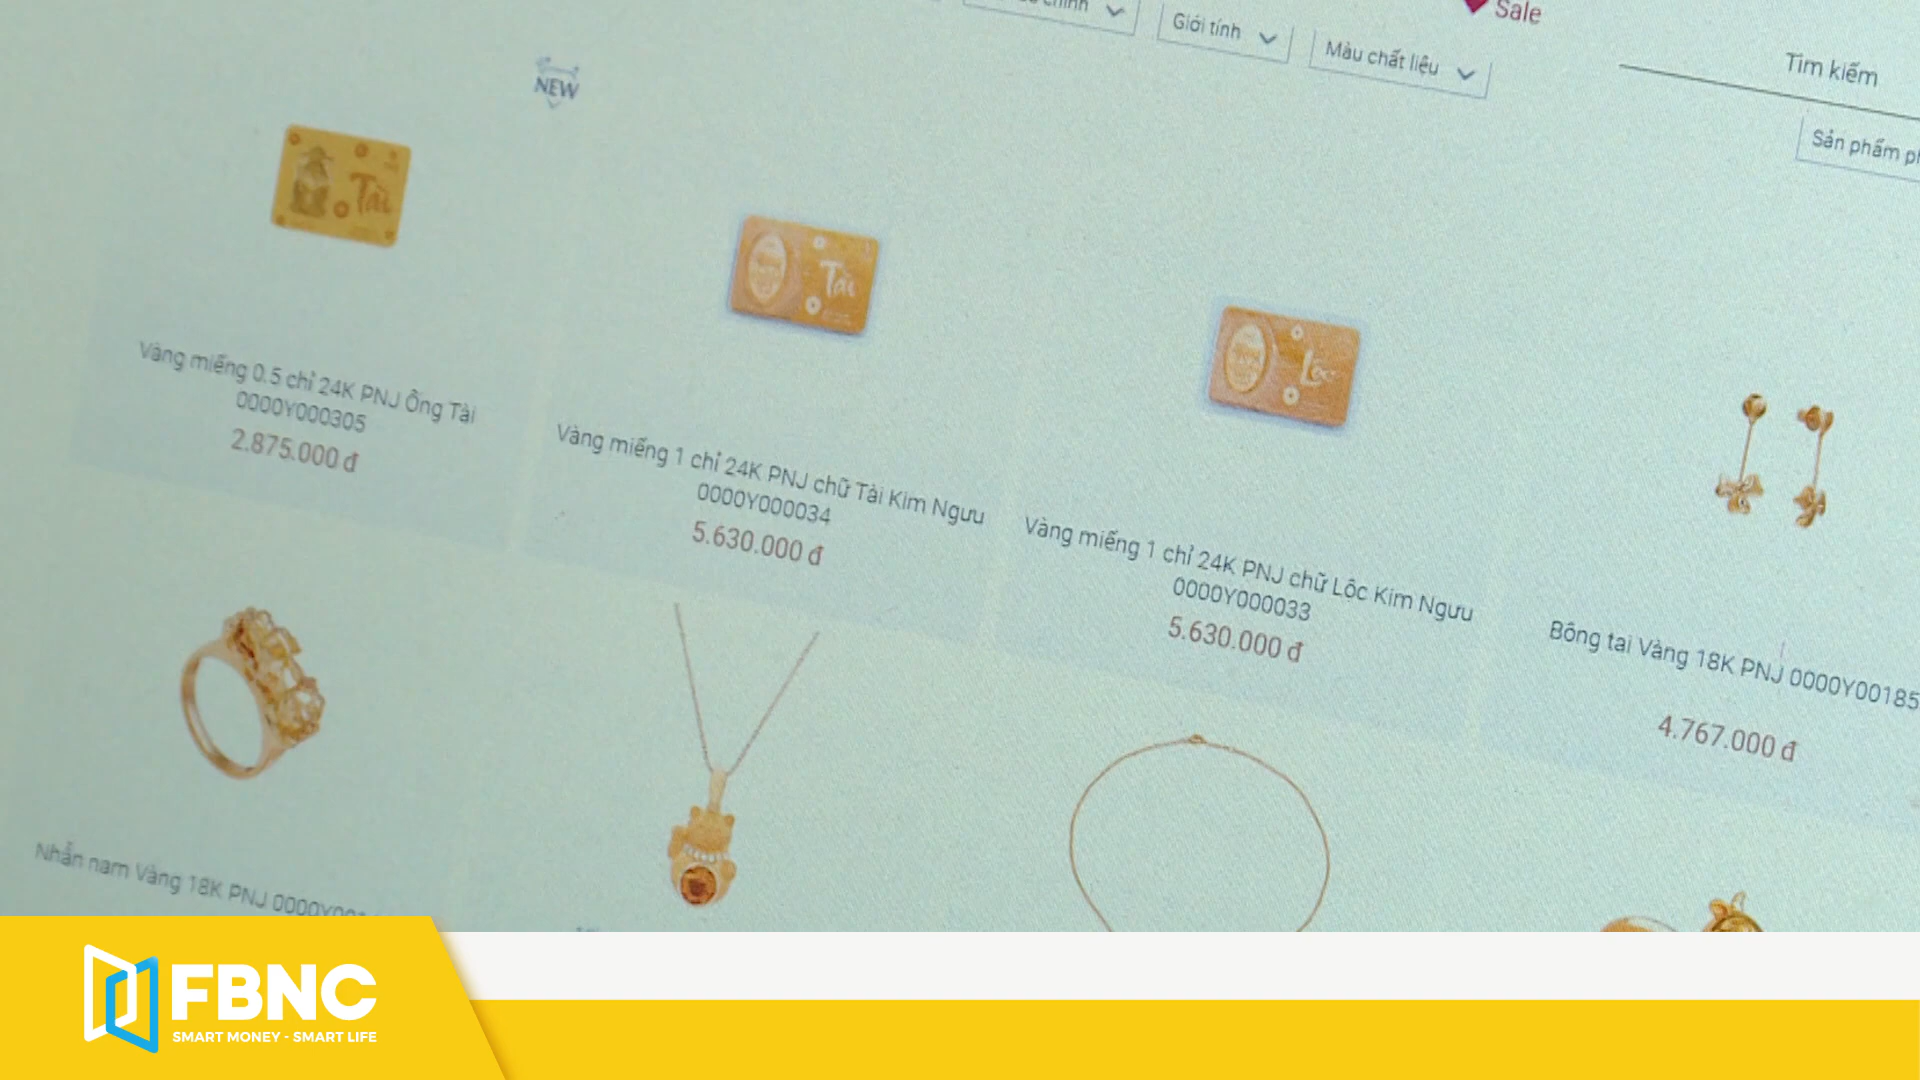 Giới tính
Màu chất liệu
Sale
Tìm kiếm
Sản phẩm
NEW
Tài
Tài
Lộc
Vàng miếng 0.5 chỉ 24K PNJ Ông Tài
0000Y000305
2.875.000 đ
Vàng miếng 1 chỉ 24K PNJ chữ Tài Kim Ngưu
0000Y000034
5.630.000 đ
Vàng miếng 1 chỉ 24K PNJ chữ Lộc Kim Ngưu
0000Y000033
5.630.000 đ
Bông tai Vàng 18K PNJ 0000Y00185
4.767.000 đ
Nhẫn nam Vàng 18K PNJ
FBNC
SMART MONEY - SMART LIFE